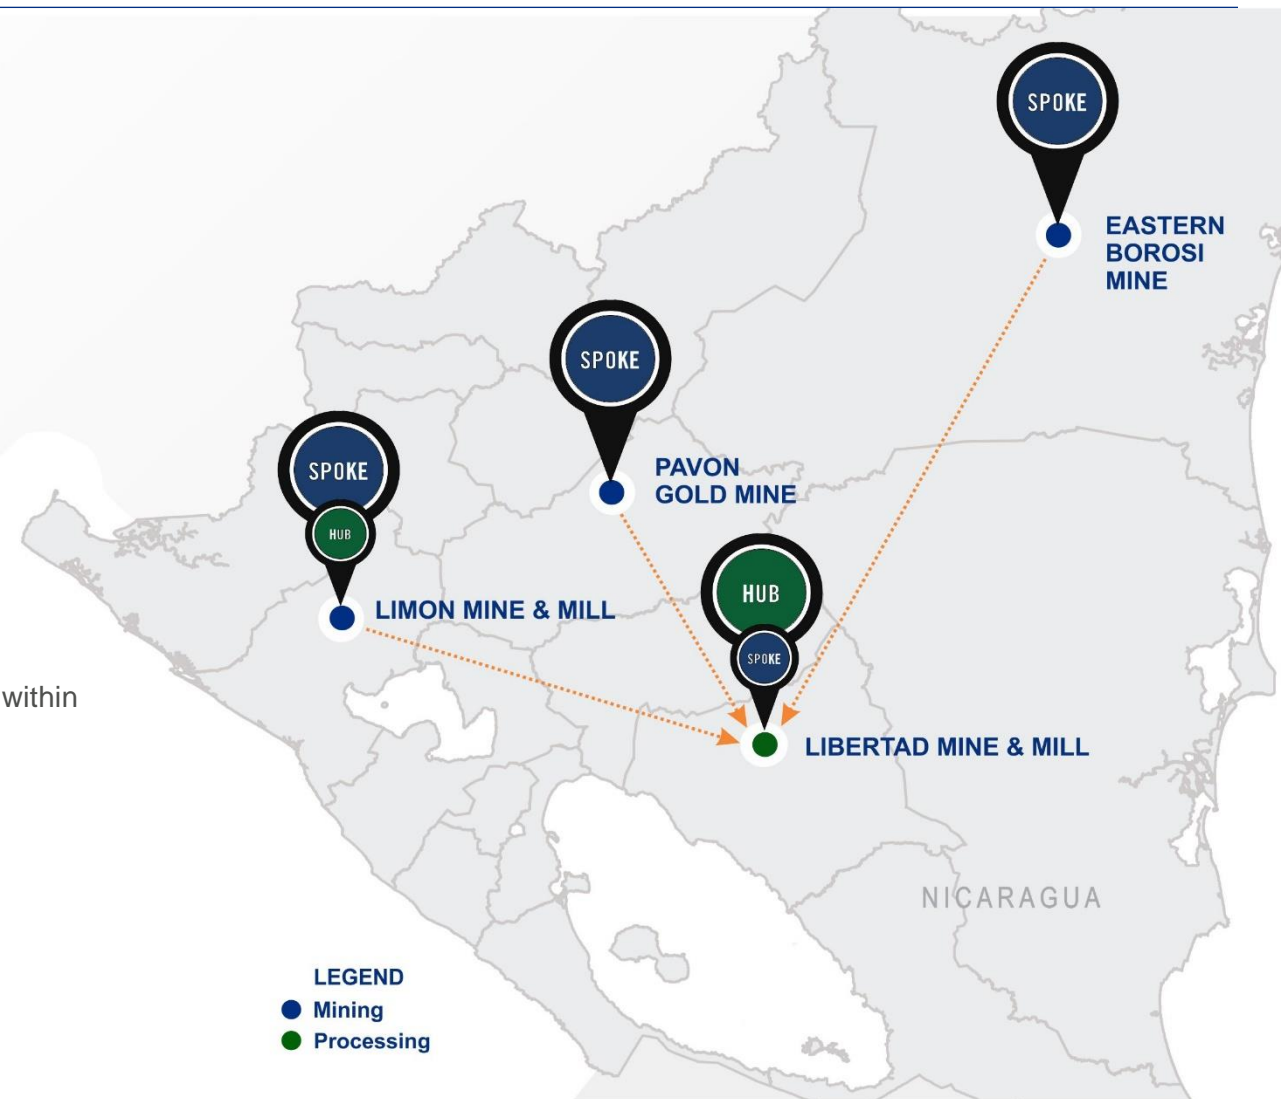 SPOKE
EASTERN
BOROSI
MINE
SPOKE
PAVON
GOLD MINE
SPOKE
HUB
LIMON MINE & MILL
HUB
SPOKE
LIBERTAD MINE & MILL
within
NICARAGUA
LEGEND
Mining
Processing